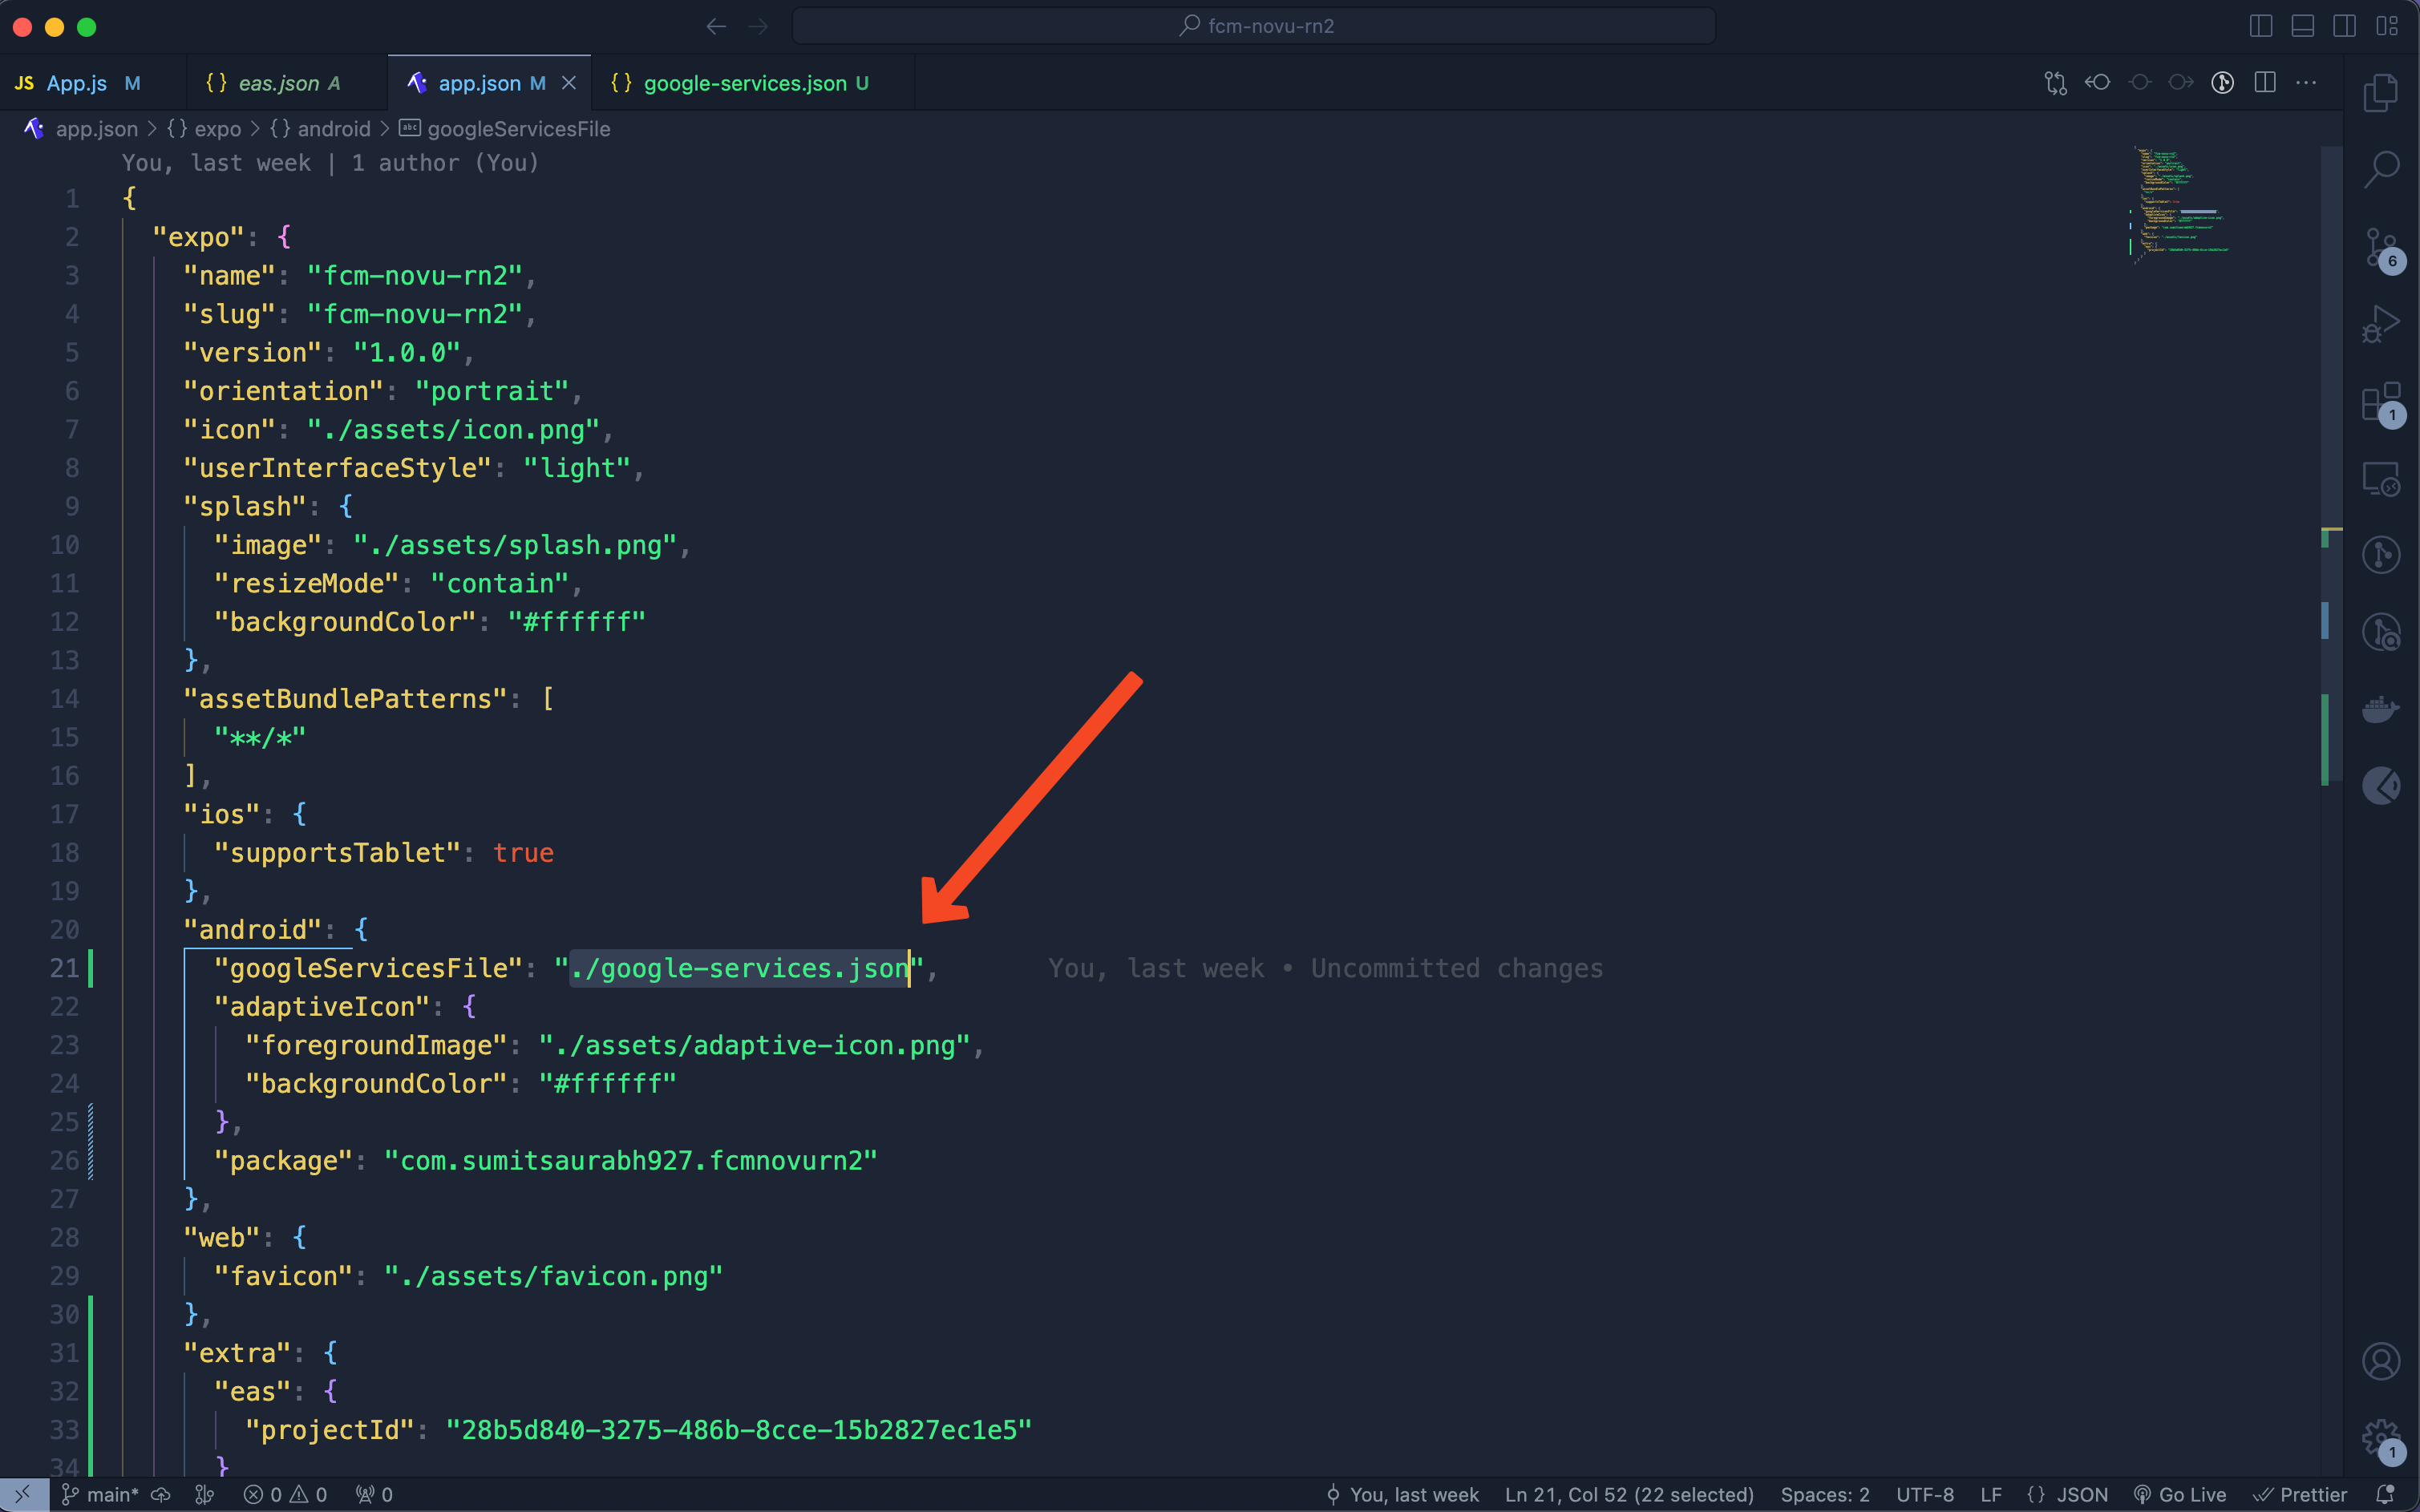 fcm-novu-rn2
JS App.js M
{} eas.json A
app.json M
{} google-services.json U
app.json > {} expo > {} android > abc googleServicesFile
You, last week | 1 author (You)
1 {
2 "expo": {
3 "name": "fcm-novu-rn2",
4 "slug": "fcm-novu-rn2",
5 "version": "1.0.0",
6 "orientation": "portrait",
7 "icon": "./assets/icon.png",
8 "userInterfaceStyle": "light",
9 "splash": {
10 "image": "./assets/splash.png",
11 "resizeMode": "contain",
12 "backgroundColor": "#ffffff"
13 },
14 "assetBundlePatterns": [
15 "**/*"
16 ],
17 "ios": {
18 "supportsTablet": true
19 },
20 "android": {
21 "googleServicesFile": "./google-services.json", You, last week • Uncommitted changes
22 "adaptiveIcon": {
23 "foregroundImage": "./assets/adaptive-icon.png",
24 "backgroundColor": "#ffffff"
25 },
26 "package": "com.sumitsaurabh927.fcmnovurn2"
27 },
28 "web": {
29 "favicon": "./assets/favicon.png"
30 },
31 "extra": {
32 "eas": {
33 "projectId": "28b5d840-3275-486b-8cce-15b2827ec1e5"
34 }
6
1
1
main* 0 0 0 You, last week Ln 21, Col 52 (22 selected) Spaces: 2 UTF-8 LF {} JSON Go Live Prettier